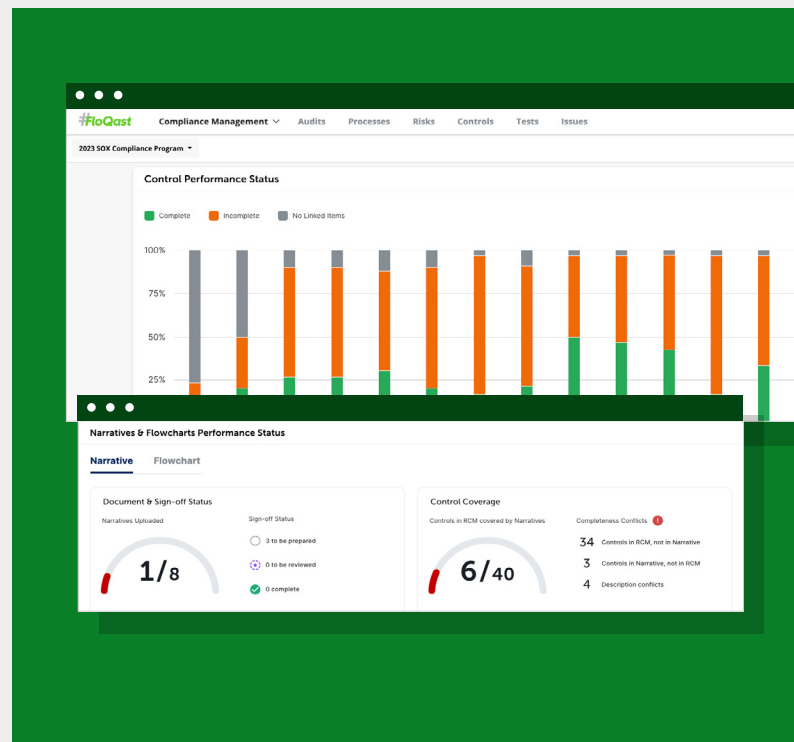 FloQast Compliance Management Audits Processes Risks Controls Tests Issues
2023 SOX Compliance Program
Control Performance Status
Complete Incomplete No Linked Items
100%
75%
50%
25%
Narratives & Flowcharts Performance Status
Narrative Flowchart
Document & Sign-off Status
Narratives Uploaded
1/8
Sign-off Status
3 to be prepared
0 to be reviewed
0 complete
Control Coverage
Controls in RCM covered by Narratives
6/40
Completeness Conflicts !
34 Controls in RCM, not in Narrative
3 Controls in Narrative, not in RCM
4 Description conflicts